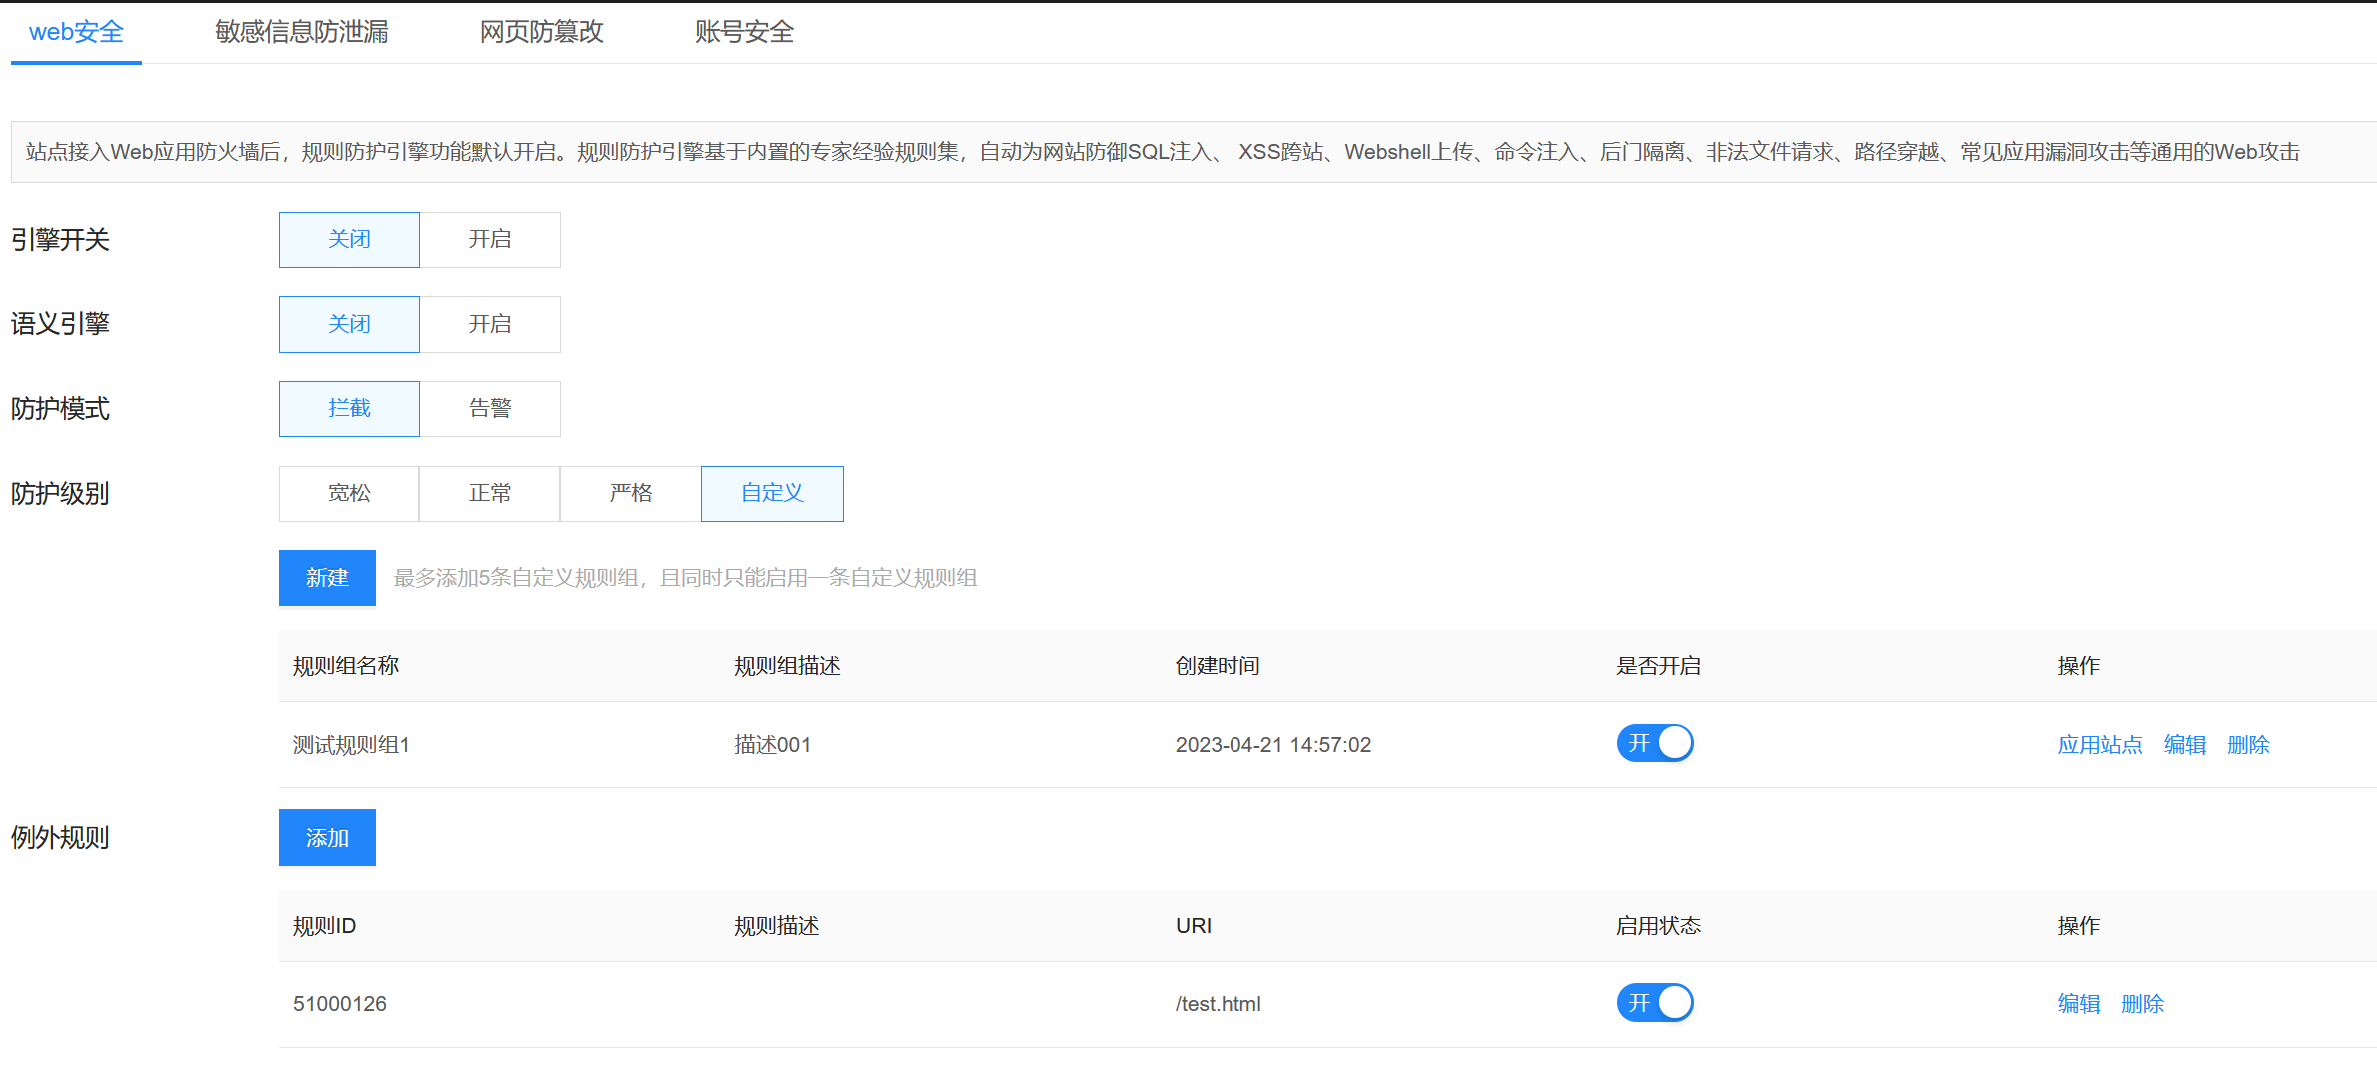 web安全 敏感信息防泄漏 网页防篡改 账号安全
站点接入Web应用防火墙后，规则防护引擎功能默认开启。规则防护引擎基于内置的专家经验规则集，自动为网站防御SQL注入、 XSS跨站、Webshell上传、命令注入、后门隔离、非法文件请求、路径穿越、常见应用漏洞攻击等通用的Web攻击
引擎开关 关闭 开启
语义引擎 关闭 开启
防护模式 拦截 告警
防护级别 宽松 正常 严格 自定义
新建 最多添加5条自定义规则组，且同时只能启用一条自定义规则组
规则组名称 规则组描述 创建时间 是否开启 操作
测试规则组1 描述001 2023-04-21 14:57:02 开 应用站点 编辑 删除
例外规则 添加
规则ID 规则描述 URI 启用状态 操作
51000126 /test.html 开 编辑 删除